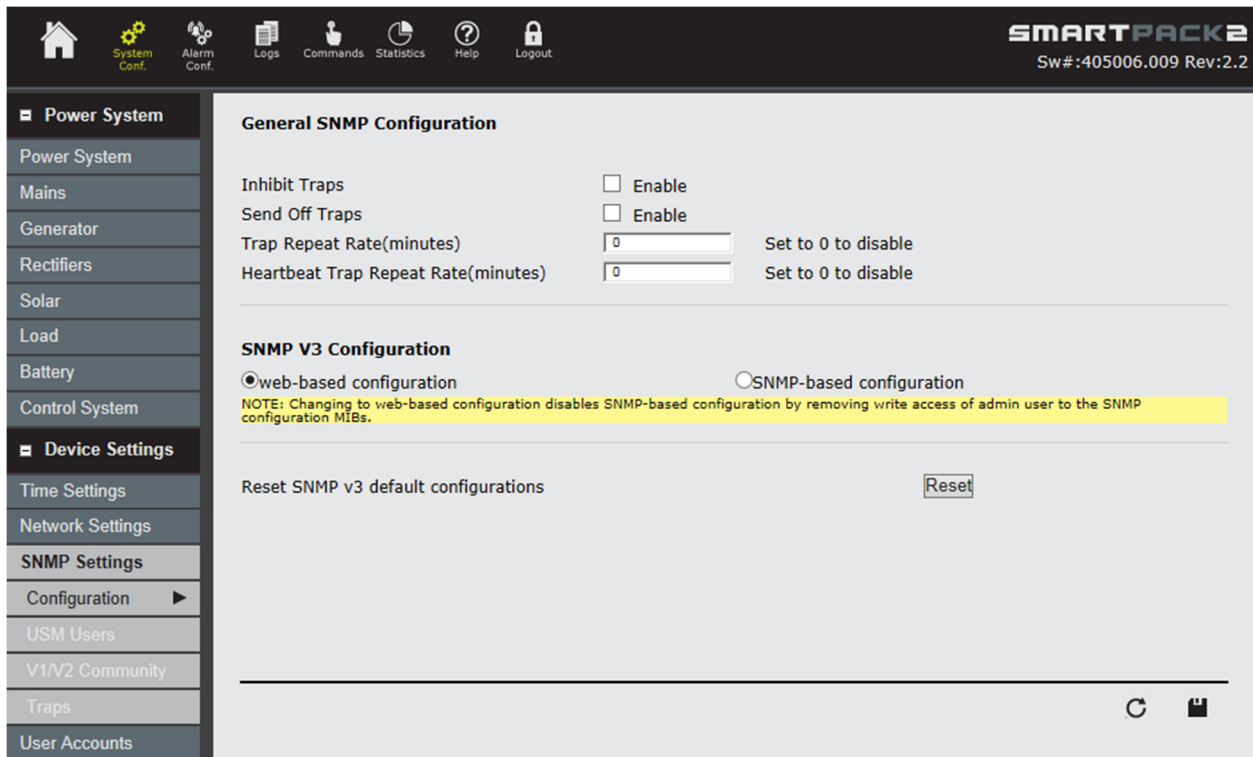 System Conf.
Alarm Conf.
Logs
Commands
Statistics
Help
Logout
SMARTPACK2
Sw#:405006.009 Rev:2.2
Power System
Power System
Mains
Generator
Rectifiers
Solar
Load
Battery
Control System
Device Settings
Time Settings
Network Settings
SNMP Settings
Configuration
USM Users
V1/V2 Community
Traps
User Accounts
General SNMP Configuration
Inhibit Traps Enable
Send Off Traps Enable
Trap Repeat Rate(minutes) 0 Set to 0 to disable
Heartbeat Trap Repeat Rate(minutes) 0 Set to 0 to disable
SNMP V3 Configuration
web-based configuration SNMP-based configuration
NOTE: Changing to web-based configuration disables SNMP-based configuration by removing write access of admin user to the SNMP
configuration MIBs.
Reset SNMP v3 default configurations Reset